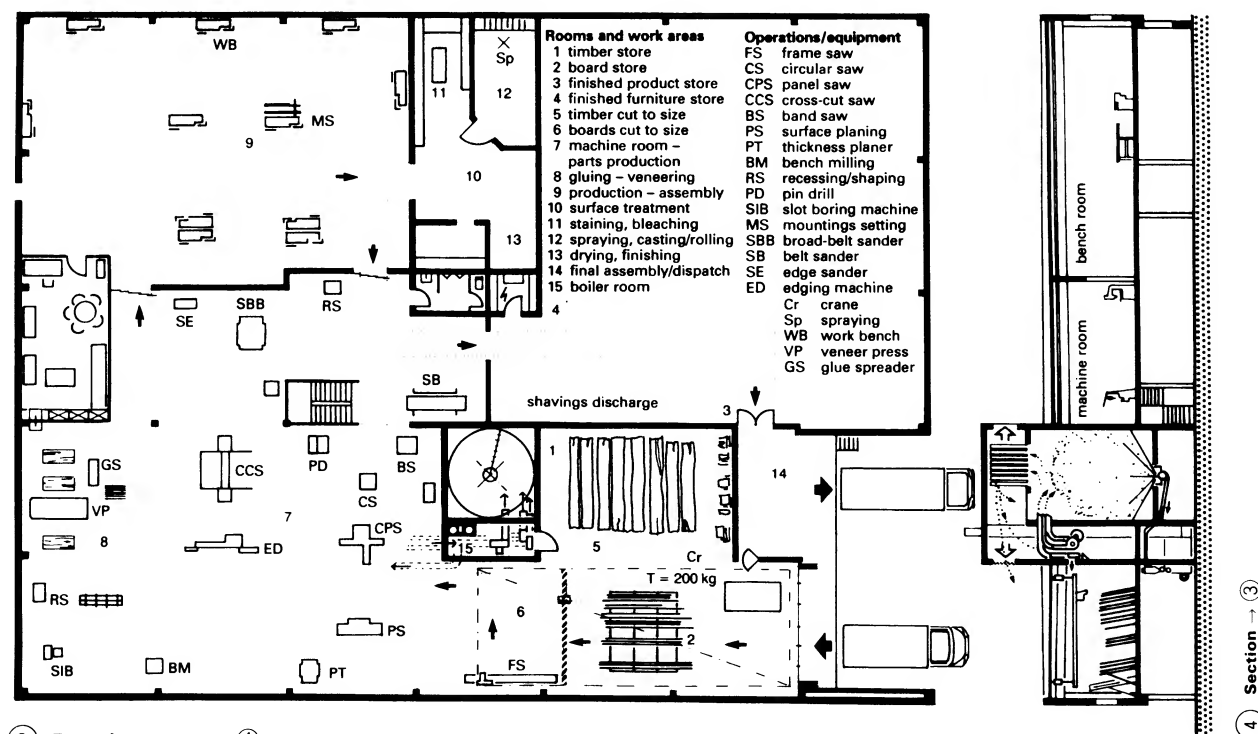 Rooms and work areas
1 timber store
2 board store
3 finished product store
4 finished furniture store
5 timber cut to size
6 boards cut to size
7 machine room –
parts production
8 gluing – veneering
9 production – assembly
10 surface treatment
11 staining, bleaching
12 spraying, casting/rolling
13 drying, finishing
14 final assembly/dispatch
15 boiler room
Operations/equipment
FS frame saw
CS circular saw
CPS panel saw
CCS cross-cut saw
BS band saw
PS surface planing
PT thickness planer
BM bench milling
RS recessing/shaping
PD pin drill
SIB slot boring machine
MS mountings setting
SBB broad-belt sander
SB belt sander
SE edge sander
ED edging machine
Cr crane
Sp spraying
WB work bench
VP veneer press
GS glue spreader
WB
Sp
11
12
MS
9
10
13
SE
SBB
RS
4
SB
shavings discharge
3
GS
CCS
PD
BS
1
14
CS
VP
7
CPS
8
ED
15
5
Cr
T = 200 kg
RS
6
2
PS
SIB
BM
PT
FS
bench room
machine room
4 Section → 3